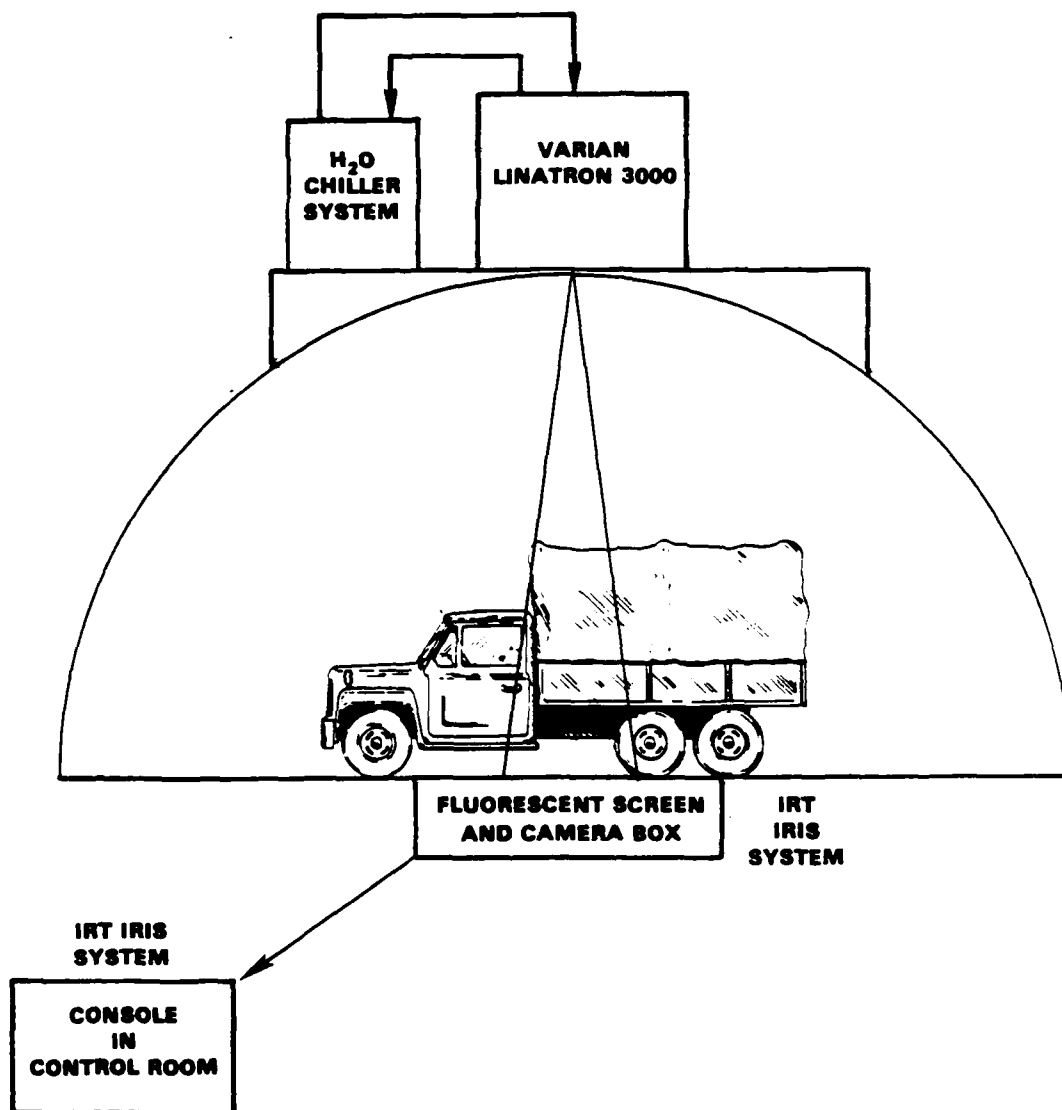 H₂O
CHILLER
SYSTEM
VARIAN
LINATRON 3000
FLUORESCENT SCREEN
AND CAMERA BOX
IRT
IRIS
SYSTEM
IRT IRIS
SYSTEM
CONSOLE
IN
CONTROL ROOM